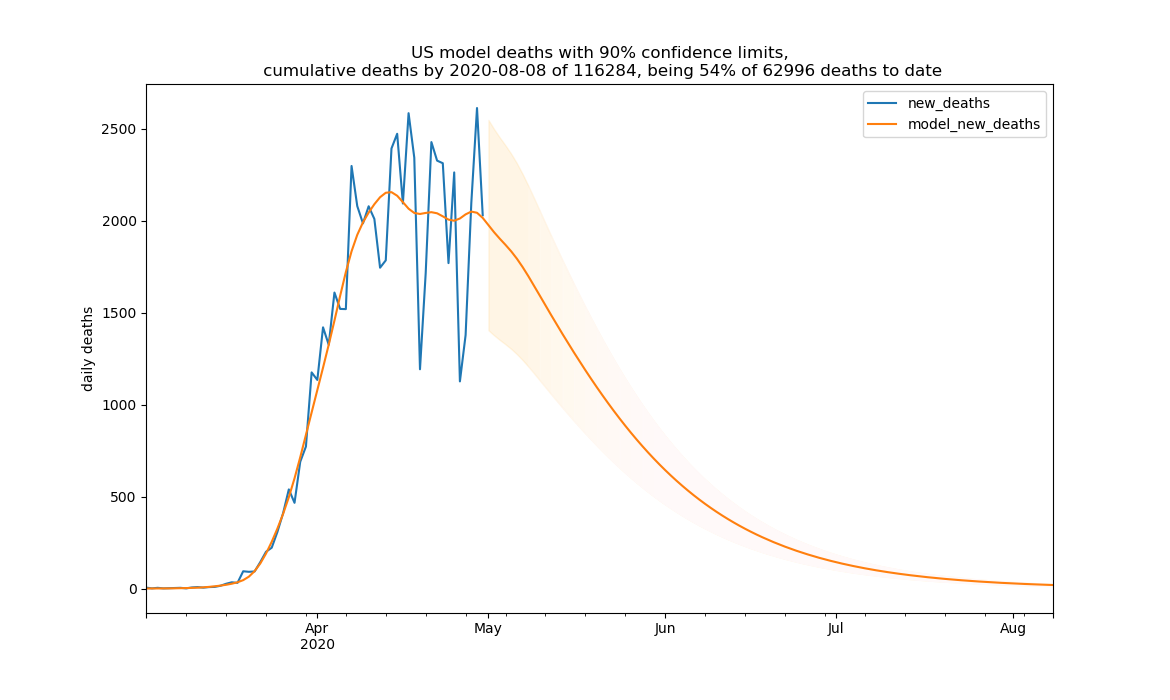 US model deaths with 90% confidence limits,
cumulative deaths by 2020-08-08 of 116284, being 54% of 62996 deaths to date
new_deaths
model_new_deaths
2500
2000
1500
1000
500
0
daily deaths
Apr
2020
May
Jun
Jul
Aug